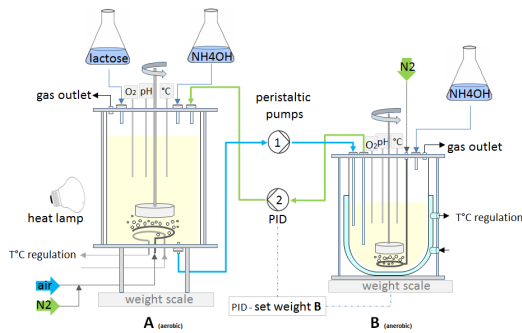 lactose
NH4OH
O₂ pH °C
gas outlet
peristaltic
pumps
1
2
PID
heat lamp
T°C regulation
air
N2
weight scale
A (aerobic)
N2
NH4OH
O₂ pH °C
gas outlet
T°C regulation
weight scale
PID - set weight B
B (anerobic)